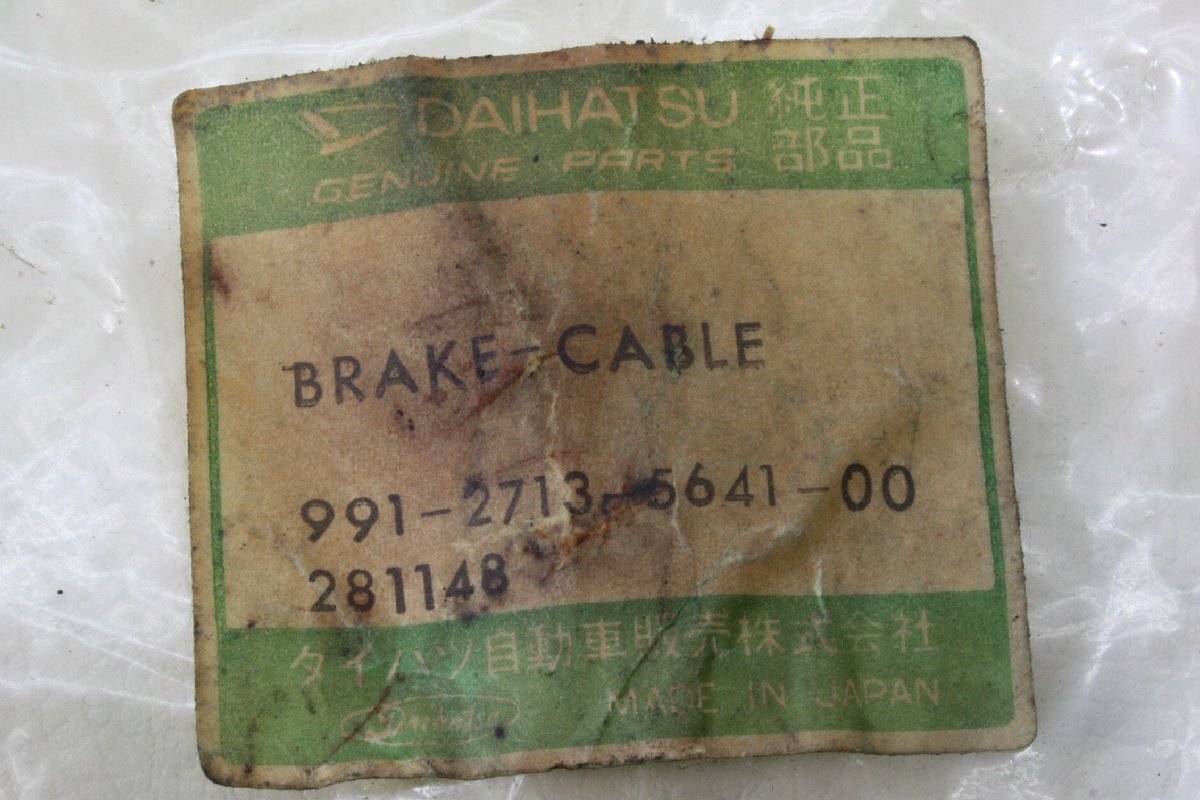 DAIHATSU 純正
GENUINE PARTS 部品
BRAKE-CABLE
991-2713-5641-00
281148
ダイハツ自動車販売株式会社
Daihatsu MADE IN JAPAN